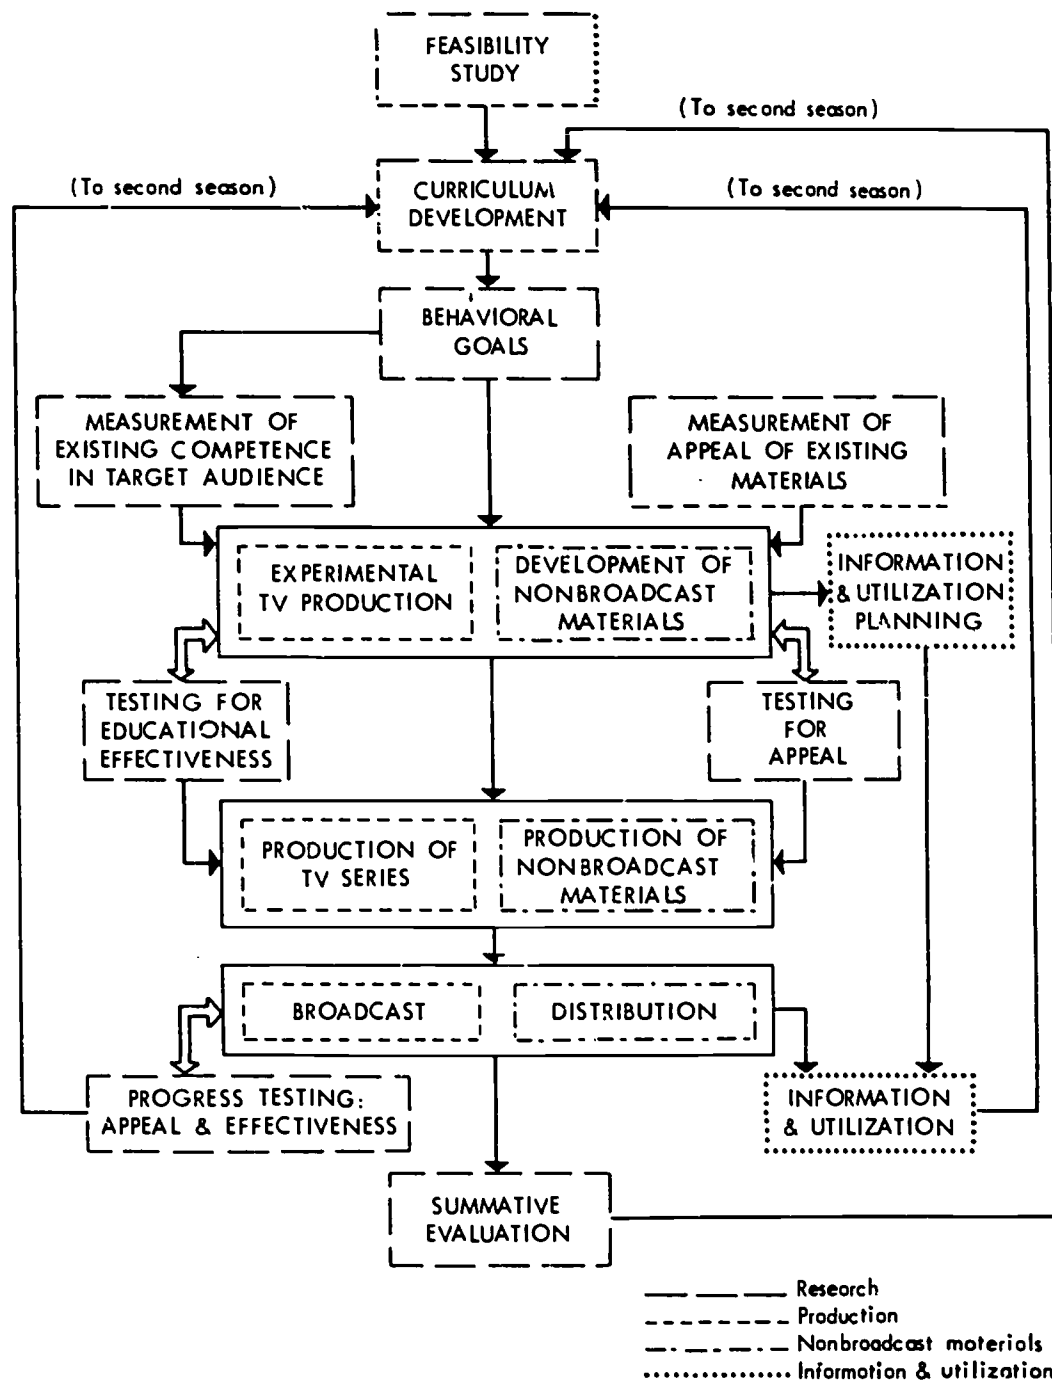 FEASIBILITY
STUDY
(To second season)
(To second season)
CURRICULUM
DEVELOPMENT
(To second season)
BEHAVIORAL
GOALS
MEASUREMENT OF
EXISTING COMPETENCE
IN TARGET AUDIENCE
MEASUREMENT OF
APPEAL OF EXISTING
MATERIALS
EXPERIMENTAL
TV PRODUCTION
DEVELOPMENT OF
NONBROADCAST
MATERIALS
INFORMATION
& UTILIZATION
PLANNING
TESTING FOR
EDUCATIONAL
EFFECTIVENESS
TESTING
FOR
APPEAL
PRODUCTION OF
TV SERIES
PRODUCTION OF
NONBROADCAST
MATERIALS
BROADCAST
DISTRIBUTION
PROGRESS TESTING:
APPEAL & EFFECTIVENESS
INFORMATION
& UTILIZATION
SUMMATIVE
EVALUATION
Research
Production
Nonbroadcast materials
Information & utilization